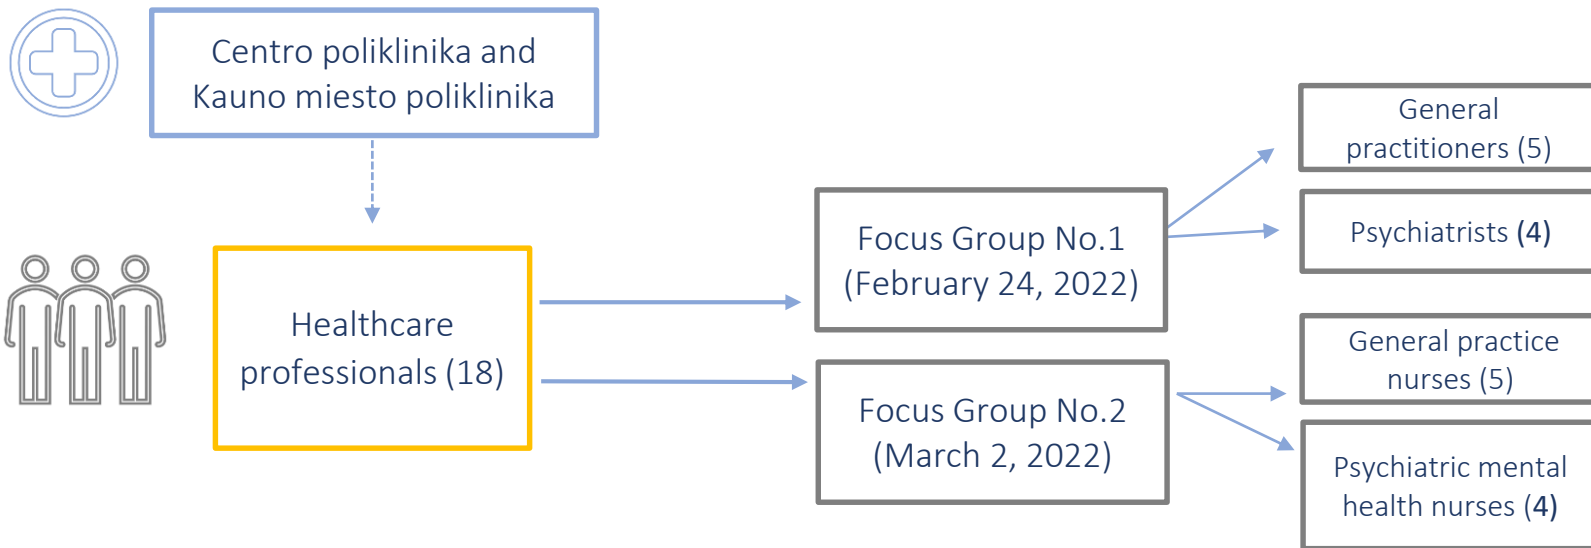 Centro poliklinika and
Kauno miesto poliklinika
Healthcare
professionals (18)
Focus Group No.1
(February 24, 2022)
Focus Group No.2
(March 2, 2022)
General
practitioners (5)
Psychiatrists (4)
General practice
nurses (5)
Psychiatric mental
health nurses (4)